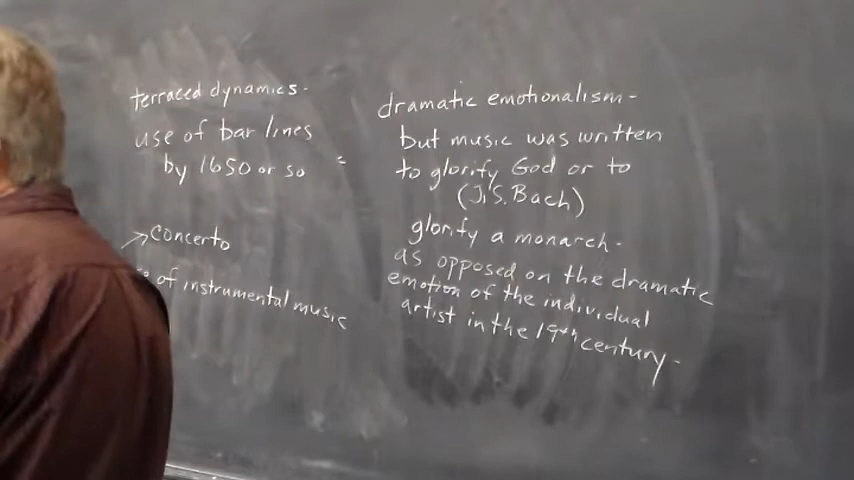 terraced dynamics.
use of bar lines
by 1650 or so
→concerto
of instrumental music
dramatic emotionalism-
but music was written
to glorify God or to
(J.S. Bach)
glorify a monarch.
as opposed on the dramatic
emotion of the individual
artist in the 19th century.